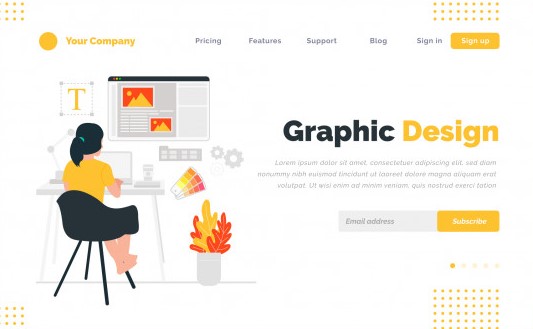 Your Company
Pricing Features Support Blog Sign in Sign up
T
Graphic Design
Lorem ipsum dolor sit amet, consectetuer adipiscing elit, sed diam
nonummy nibh euismod tincidunt ut laoreet dolore magna aliquam erat
volutpat. Ut wisi enim ad minim veniam, quis nostrud exerci tation
Email address Subscribe